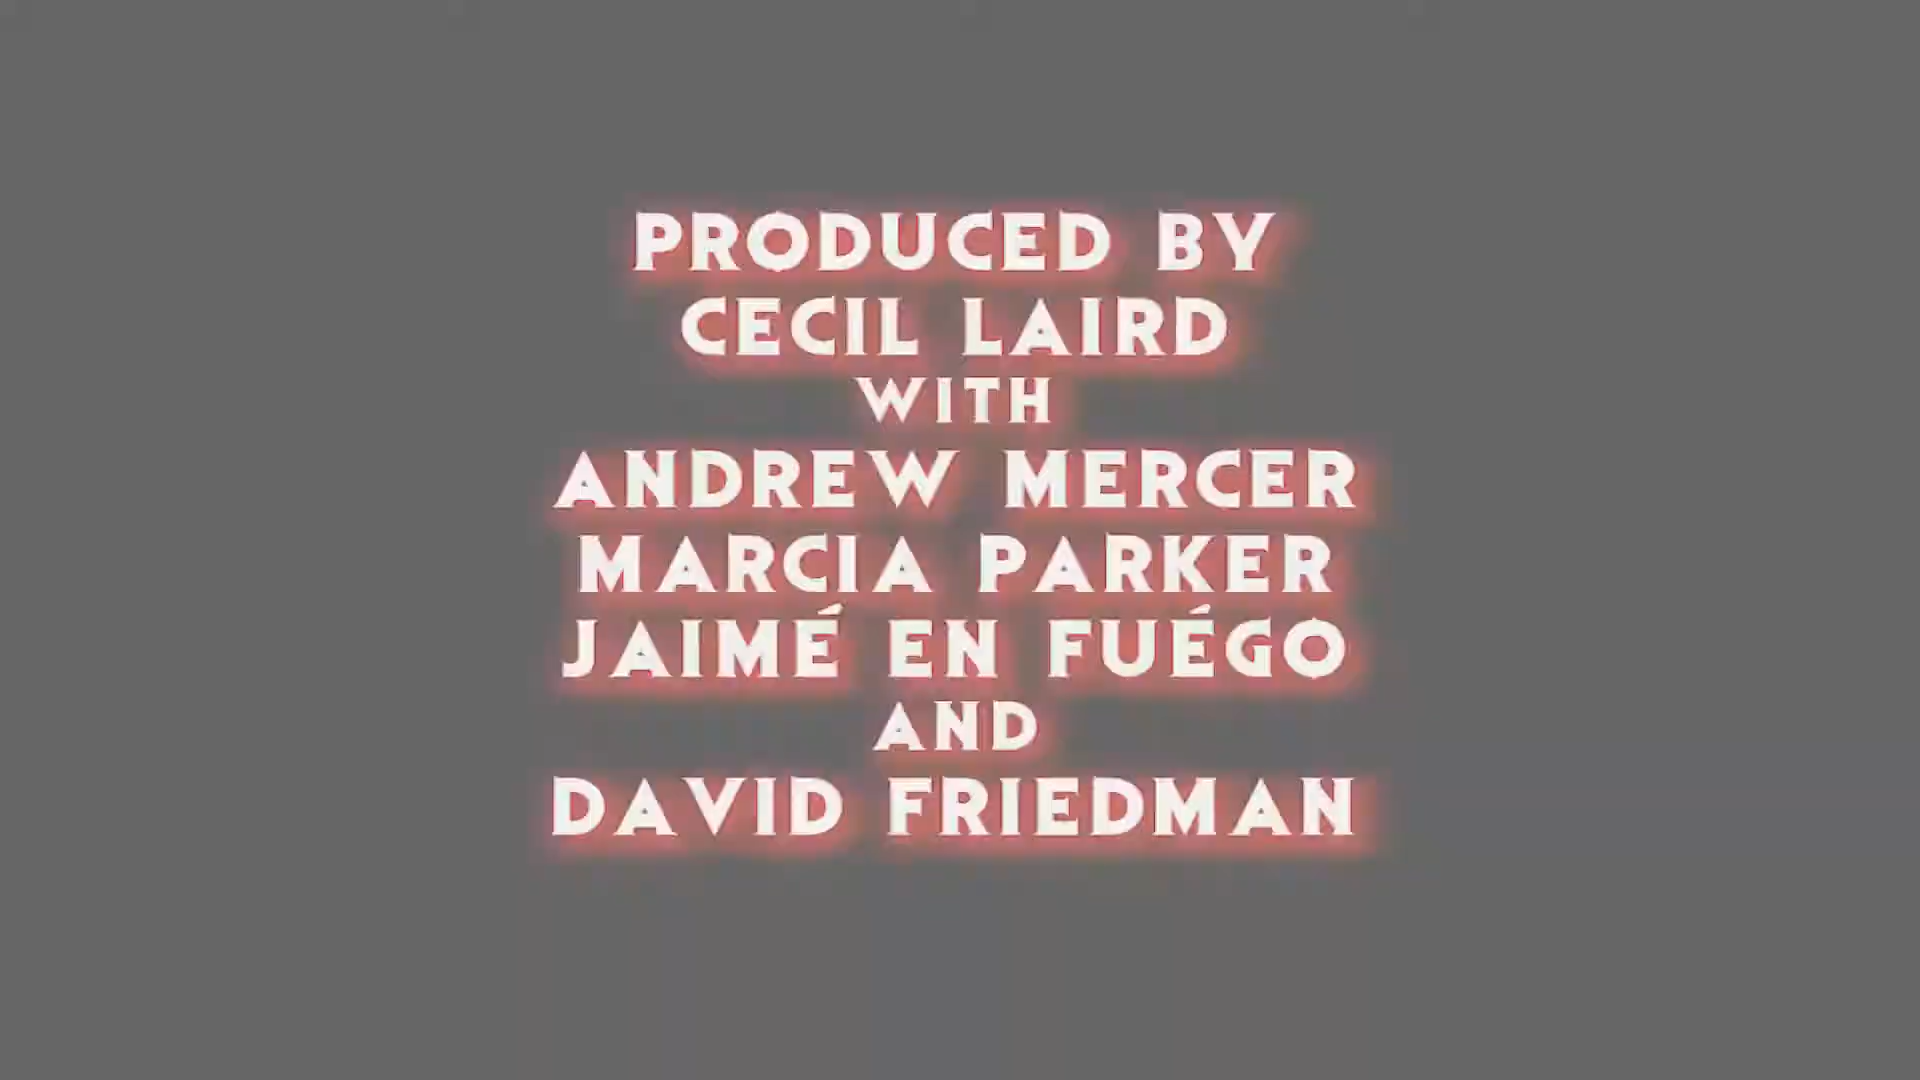 PRODUCED BY
CECIL LAIRD
WITH
ANDREW MERCER
MARCIA PARKER
JAIMÉ EN FUÉGO
AND
DAVID FRIEDMAN